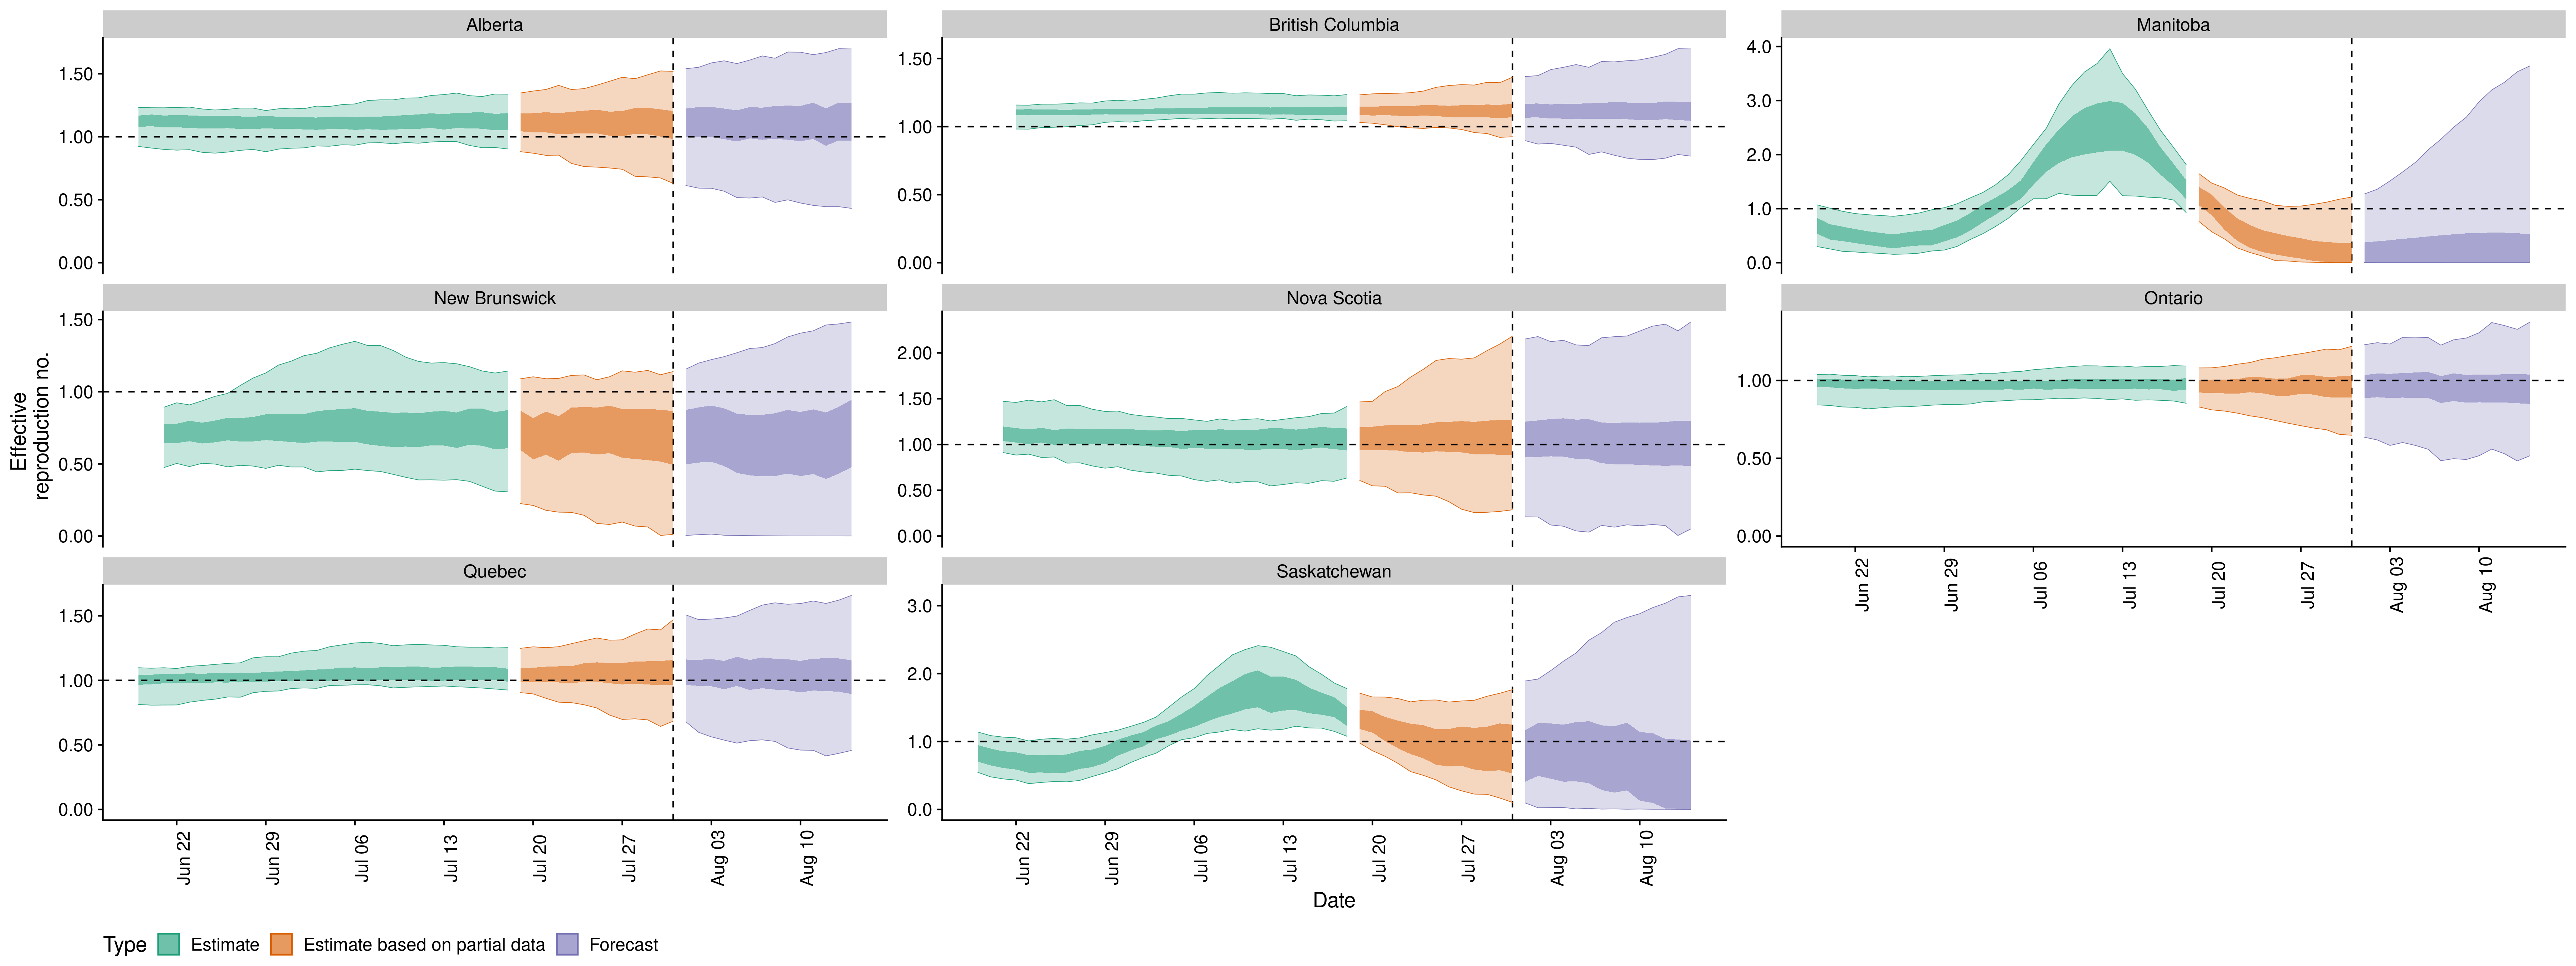 Alberta
British Columbia
Manitoba
1.50
1.00
0.50
0.00
1.50
1.00
0.50
0.00
4.0
3.0
2.0
1.0
0.0
New Brunswick
Nova Scotia
Ontario
1.50
1.00
0.50
0.00
2.00
1.50
1.00
0.50
0.00
1.00
0.50
0.00
Jun 22
Jun 29
Jul 06
Jul 13
Jul 20
Jul 27
Aug 03
Aug 10
Effective
reproduction no.
Quebec
Saskatchewan
1.50
1.00
0.50
0.00
3.0
2.0
1.0
0.0
Jun 22
Jun 29
Jul 06
Jul 13
Jul 20
Jul 27
Aug 03
Aug 10
Jun 22
Jun 29
Jul 06
Jul 13
Jul 20
Jul 27
Aug 03
Aug 10
Date
Type Estimate Estimate based on partial data Forecast